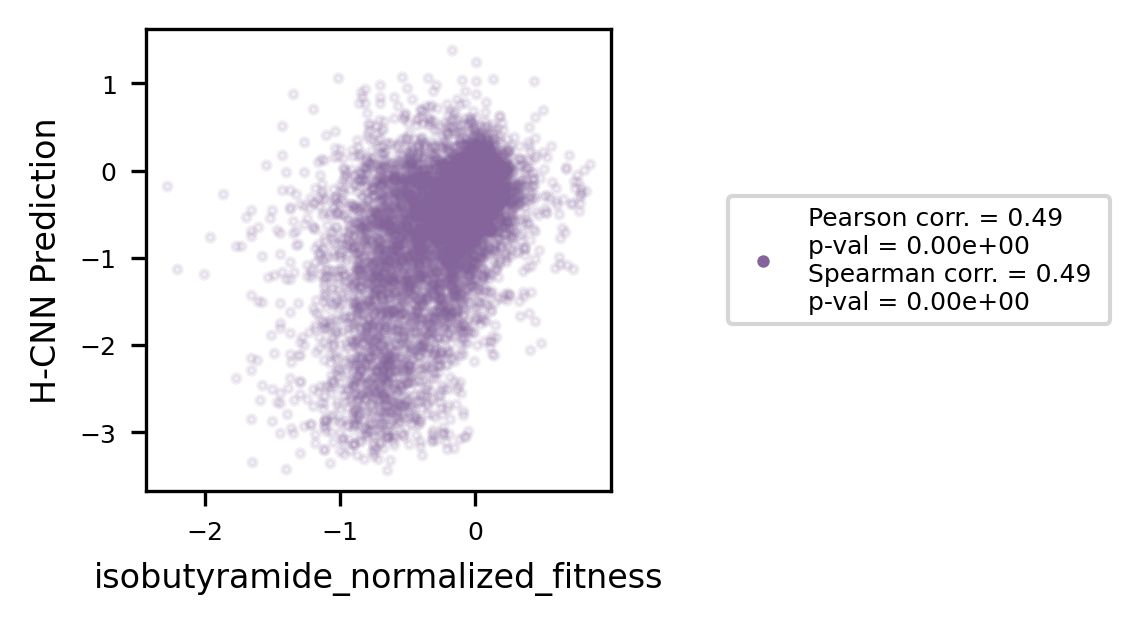 H-CNN Prediction
1
0
−1
−2
−3
−2
−1
0
isobutyramide_normalized_fitness
Pearson corr. = 0.49
p-val = 0.00e+00
Spearman corr. = 0.49
p-val = 0.00e+00